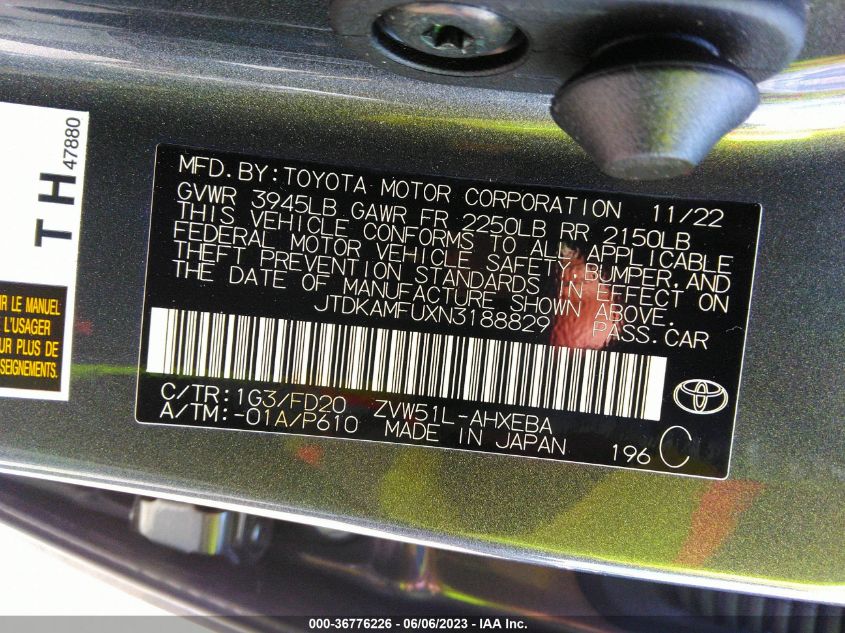 TH
47880
R LE MANUEL
L'USAGER
UR PLUS DE
SEIGNEMENTS.
MFD.BY:TOYOTA MOTOR CORPORATION 11/22
GVWR 3945LB GAWR FR 2250LB RR 2150LB
THIS VEHICLE CONFORMS TO ALL APPLICABLE
FEDERAL MOTOR VEHICLE SAFETY,BUMPER,AND
THEFT PREVENTION STANDARDS IN EFFECT ON
THE DATE OF MANUFACTURE SHOWN ABOVE.
JTDKAMFUXN3188829 PASS.CAR
C/TR:1G3/FD20 ZVW51L-AHXEBA
A/TM:-01A/P610 MADE IN JAPAN 196 C
000-36776226 - 06/06/2023 - IAA Inc.